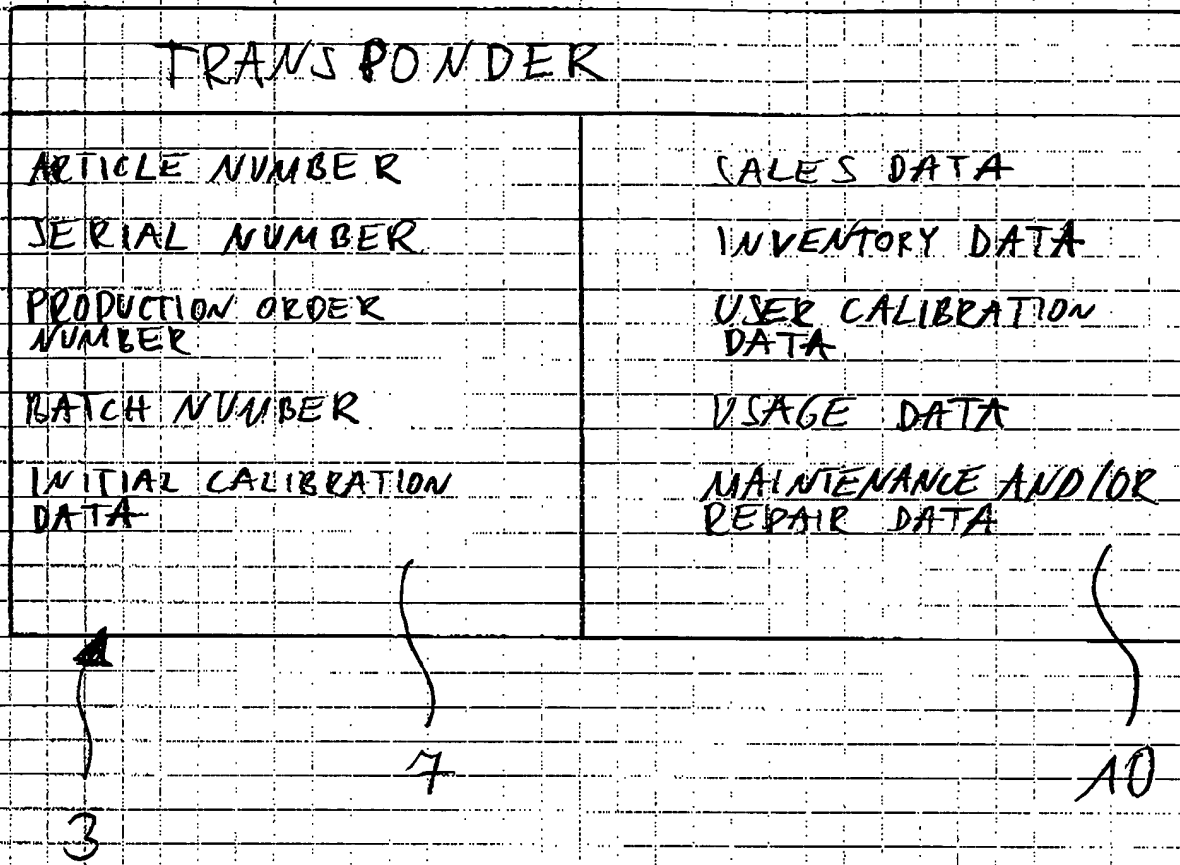 TRANSPONDER
ARTICLE NUMBER
SERIAL NUMBER
PRODUCTION ORDER
NUMBER
BATCH NUMBER
INITIAL CALIBRATION
DATA
SALES DATA
INVENTORY DATA
USER CALIBRATION
DATA
USAGE DATA
MAINTENANCE AND/OR
REPAIR DATA
3
7
10